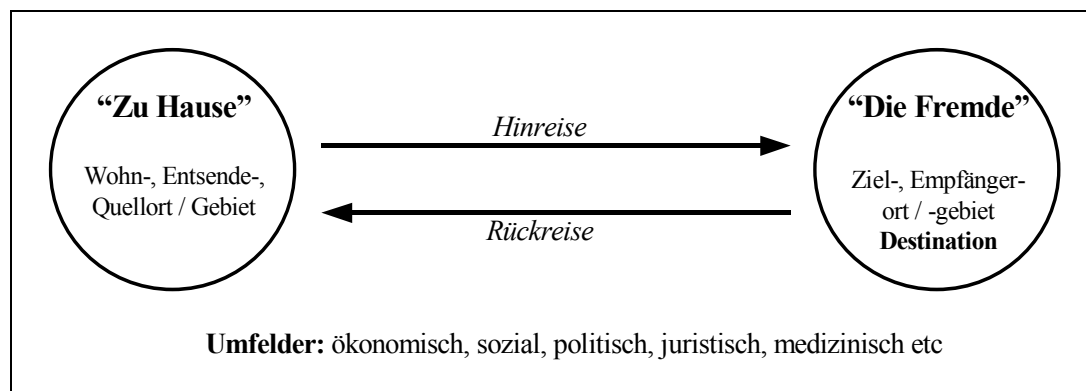 “Zu Hause”
Wohn-, Entsende-,
Quellort / Gebiet
Hinreise
Rückreise
“Die Fremde”
Ziel-, Empfänger-
ort / -gebiet
Destination
Umfelder: ökonomisch, sozial, politisch, juristisch, medizinisch etc